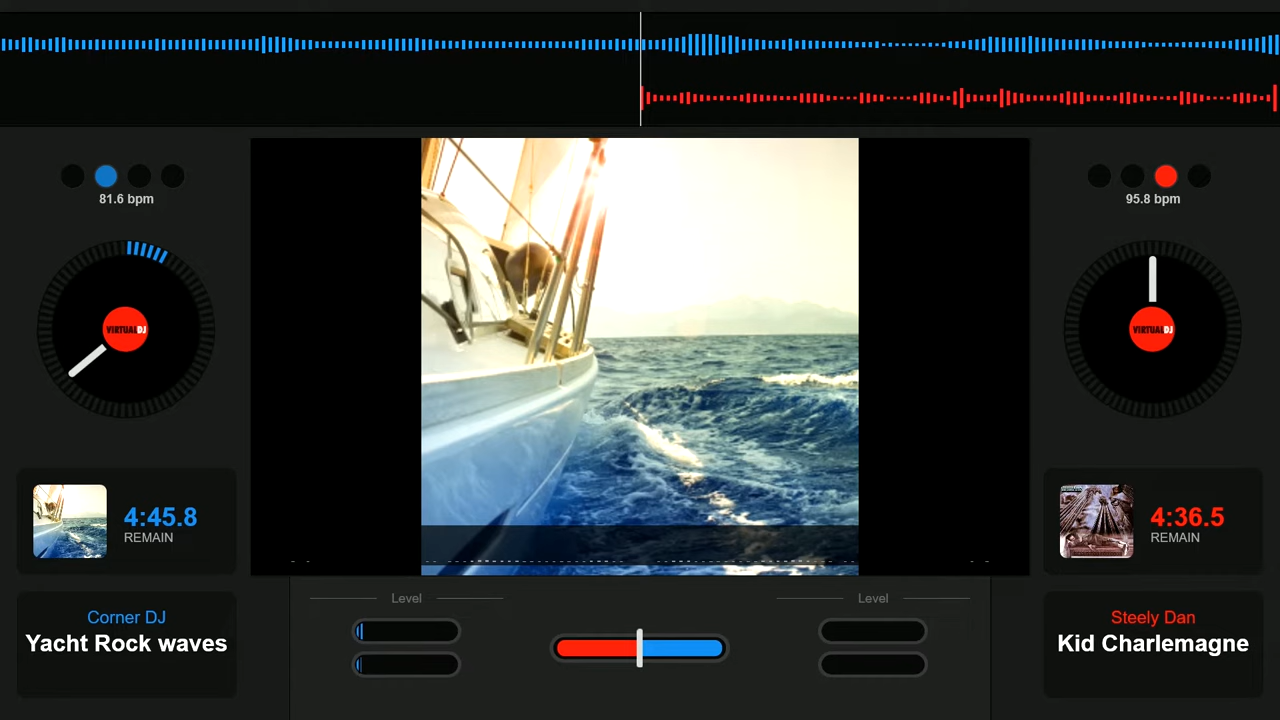 81.6 bpm
95.8 bpm
VIRTUALDJ
VIRTUALDJ
4:45.8
REMAIN
4:36.5
REMAIN
Level
Level
Corner DJ
Yacht Rock waves
Steely Dan
Kid Charlemagne